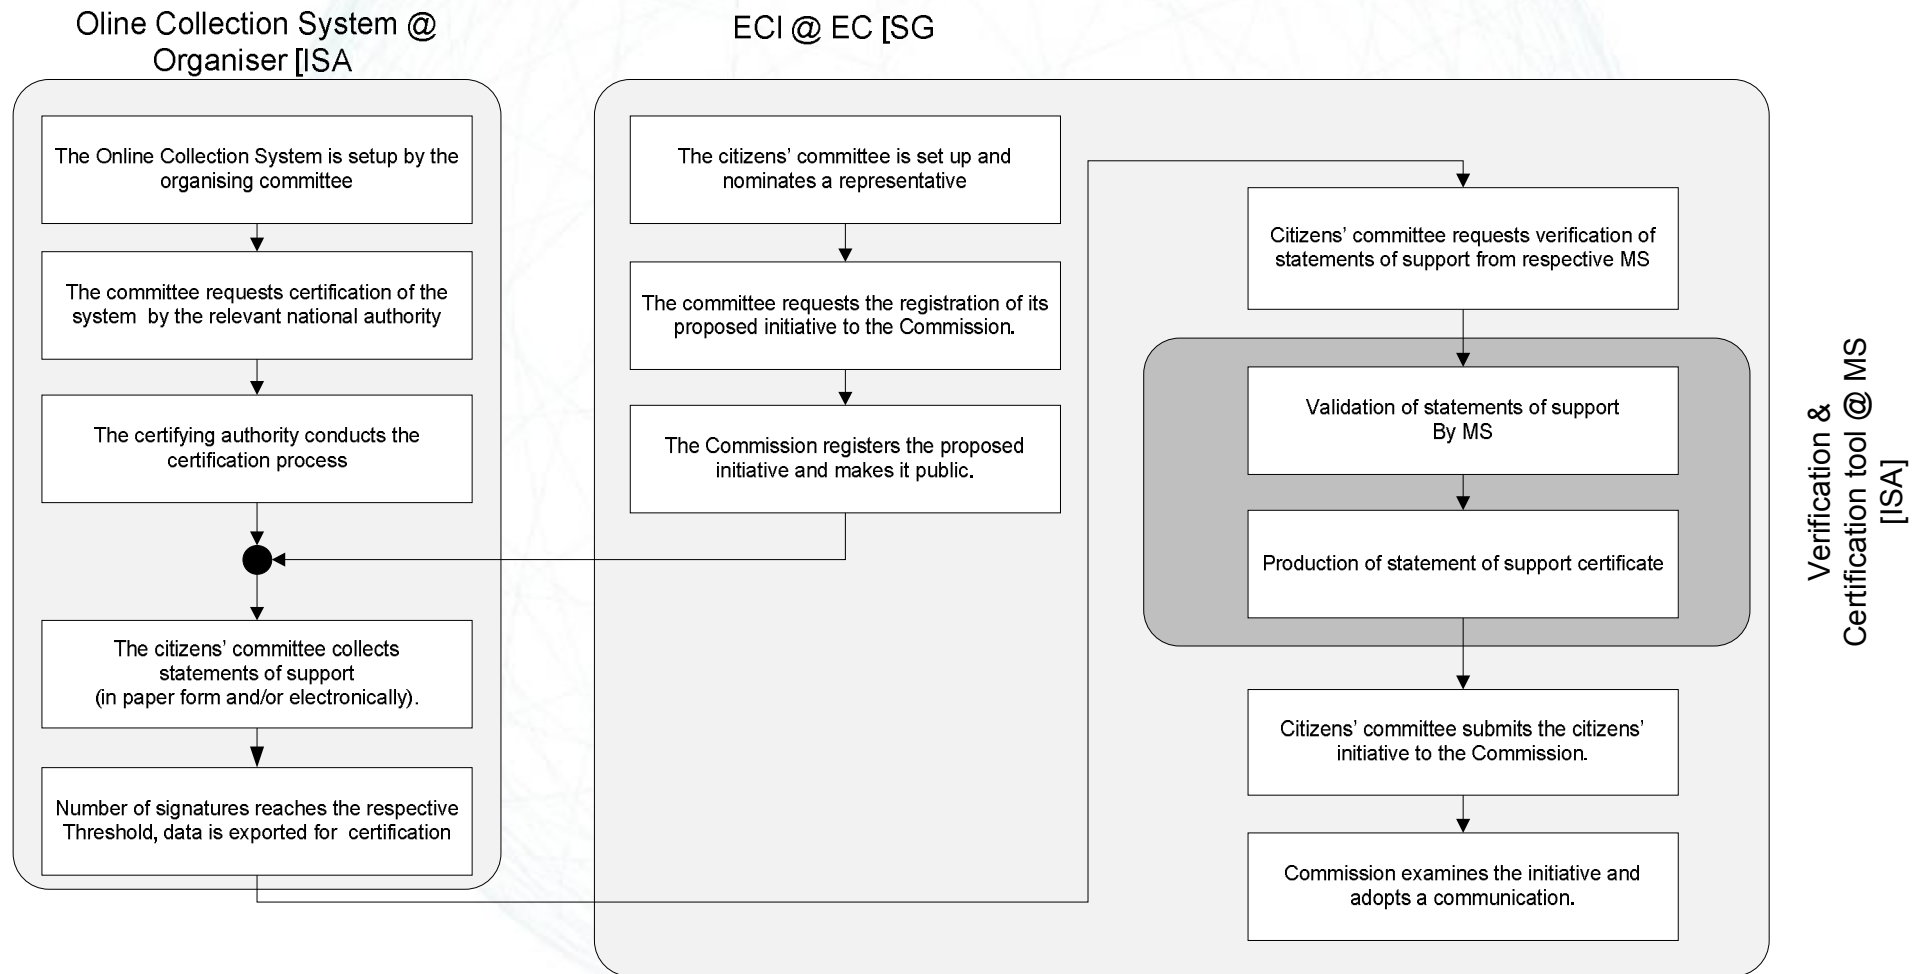 Oline Collection System @
Organiser [ISA
The Online Collection System is setup by the
organising committee
The committee requests certification of the
system by the relevant national authority
The certifying authority conducts the
certification process
The citizens’ committee collects
statements of support
(in paper form and/or electronically).
Number of signatures reaches the respective
Threshold, data is exported for certification
ECI @ EC [SG
The citizens’ committee is set up and
nominates a representative
The committee requests the registration of its
proposed initiative to the Commission.
The Commission registers the proposed
initiative and makes it public.
Citizens’ committee requests verification of
statements of support from respective MS
Validation of statements of support
By MS
Production of statement of support certificate
Citizens’ committee submits the citizens’
initiative to the Commission.
Commission examines the initiative and
adopts a communication.
Verification &
Certification tool @ MS
[ISA]